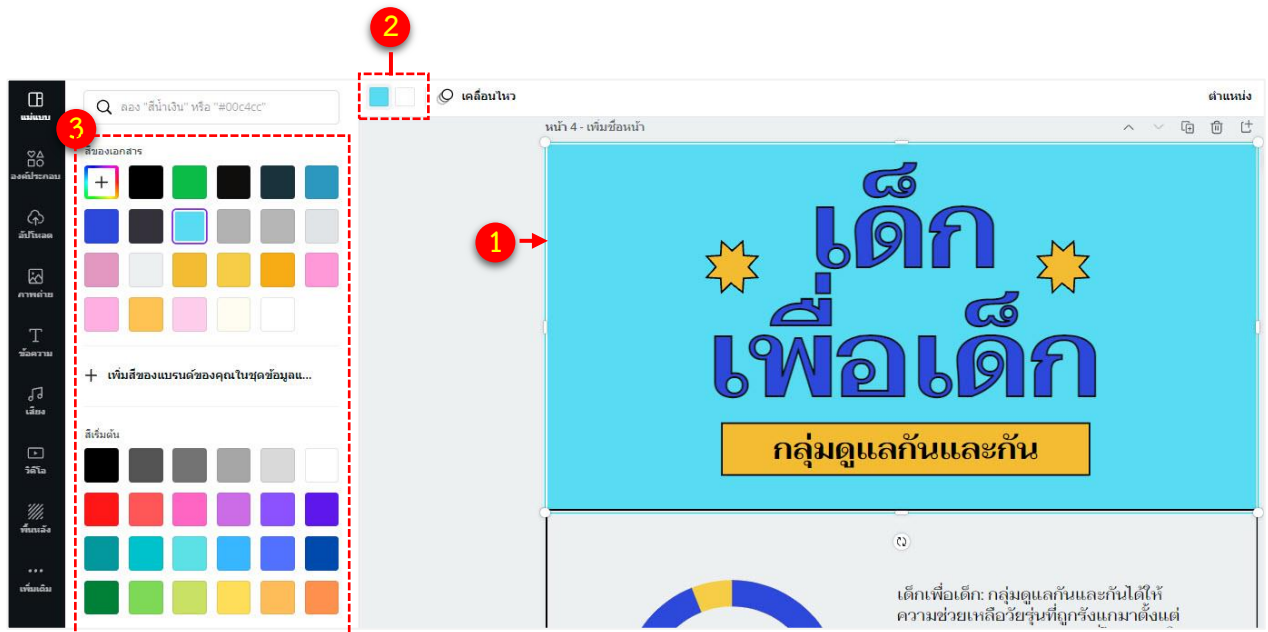 2
แม่แบบ
ลอง "สีน้ำเงิน" หรือ "#00c4cc"
เคลื่อนไหว
ตำแหน่ง
3
หน้า 4 - เพิ่มชื่อหน้า
สีของเอกสาร
องค์ประกอบ
อัปโหลด
1
เด็ก
เพื่อเด็ก
กลุ่มดูแลกันและกัน
ภาพถ่าย
ข้อความ
+ เพิ่มสีของแบรนด์ของคุณในชุดข้อมูลแ...
เสียง
สีเริ่มต้น
วิดีโอ
พื้นหลัง
เพิ่มเติม
เด็กเพื่อเด็ก: กลุ่มดูแลกันและกันได้ให้
ความช่วยเหลือวัยรุ่นที่ถูกรังแกมาตั้งแต่